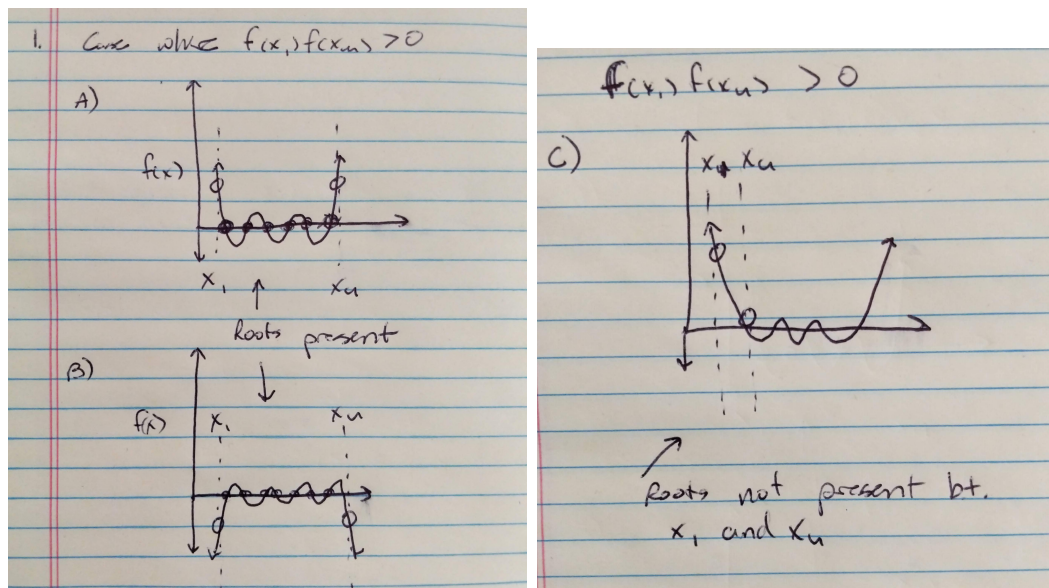 1. Case where f(x₁)f(xu) >0
A)
f(x)
x₁ xu
Roots present
B)
f(x) x₁ xu
f(x₁) f(xu) > 0
C)
x₁ xu
Roots not present bt.
x₁ and xu